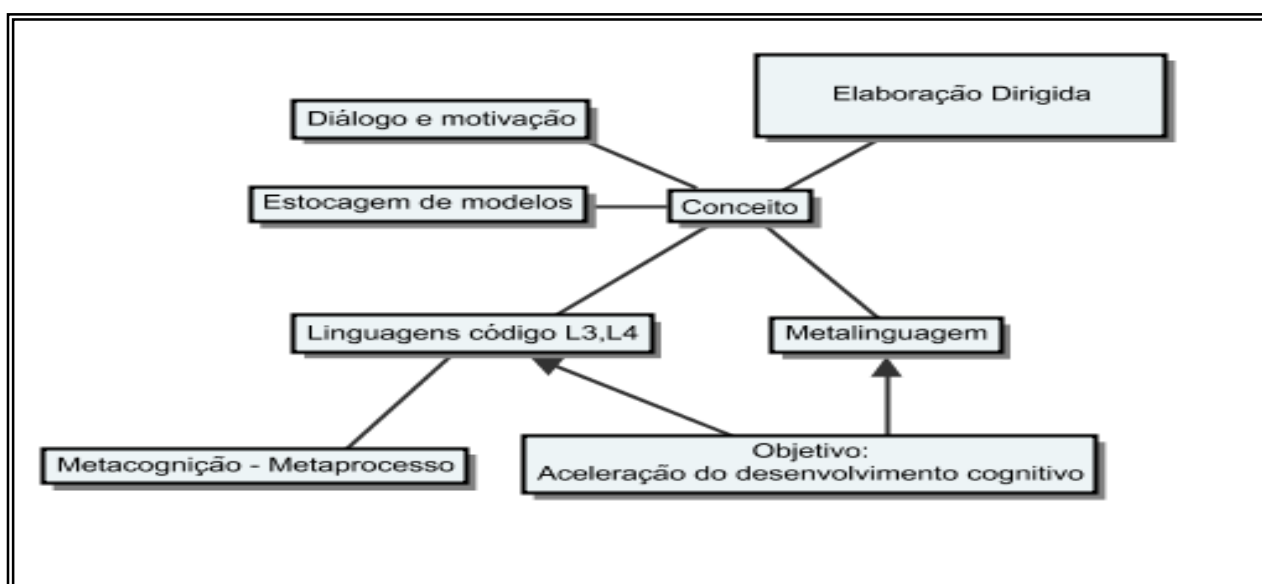 Elaboração Dirigida
Diálogo e motivação
Estocagem de modelos
Conceito
Linguagens código L3,L4
Metalinguagem
Metacognição - Metaprocesso
Objetivo:
Aceleração do desenvolvimento cognitivo